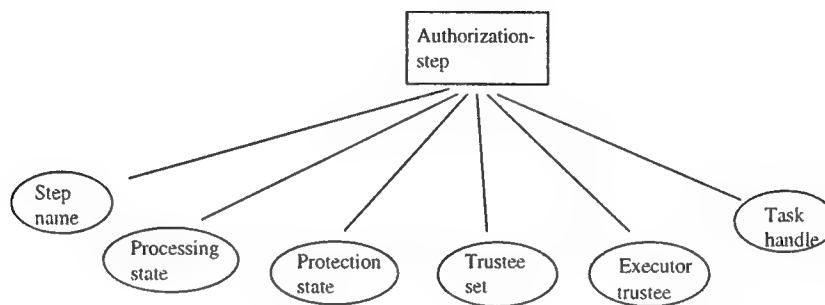 Authorization-
step
Step
name
Processing
state
Protection
state
Trustee
set
Executor
trustee
Task
handle